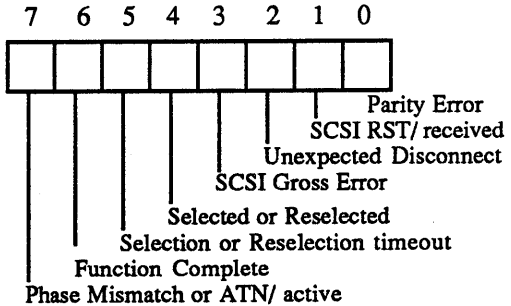 7 6 5 4 3 2 1 0
Parity Error
SCSI RST/ received
Unexpected Disconnect
SCSI Gross Error
Selected or Reselected
Selection or Reselection timeout
Function Complete
Phase Mismatch or ATN/ active